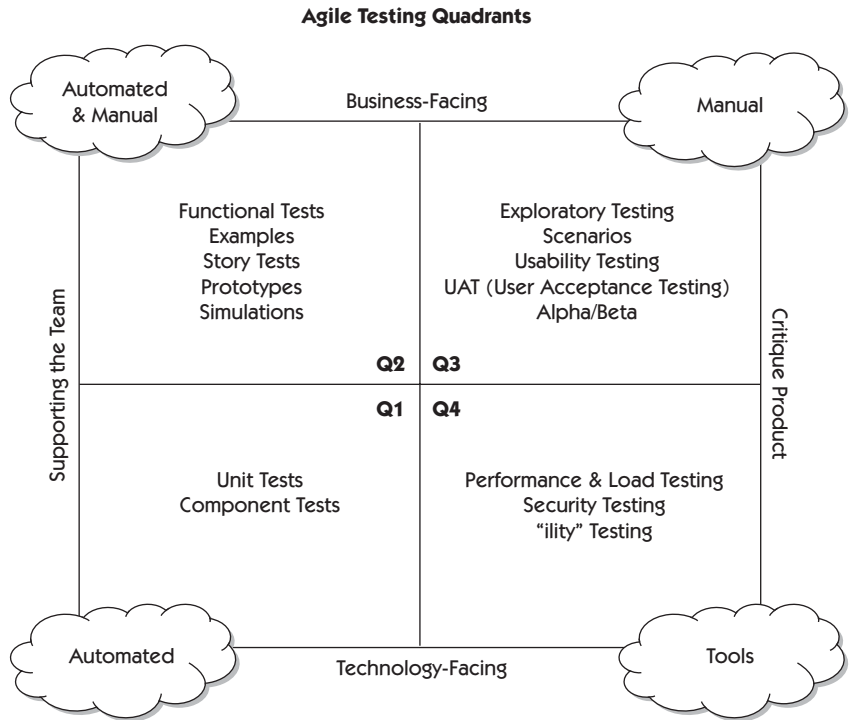 Agile Testing Quadrants
Automated
& Manual
Business-Facing
Manual
Functional Tests
Examples
Story Tests
Prototypes
Simulations
Exploratory Testing
Scenarios
Usability Testing
UAT (User Acceptance Testing)
Alpha/Beta
Supporting the Team
Critique Product
Q2
Q3
Q1
Q4
Unit Tests
Component Tests
Performance & Load Testing
Security Testing
“ility” Testing
Automated
Technology-Facing
Tools